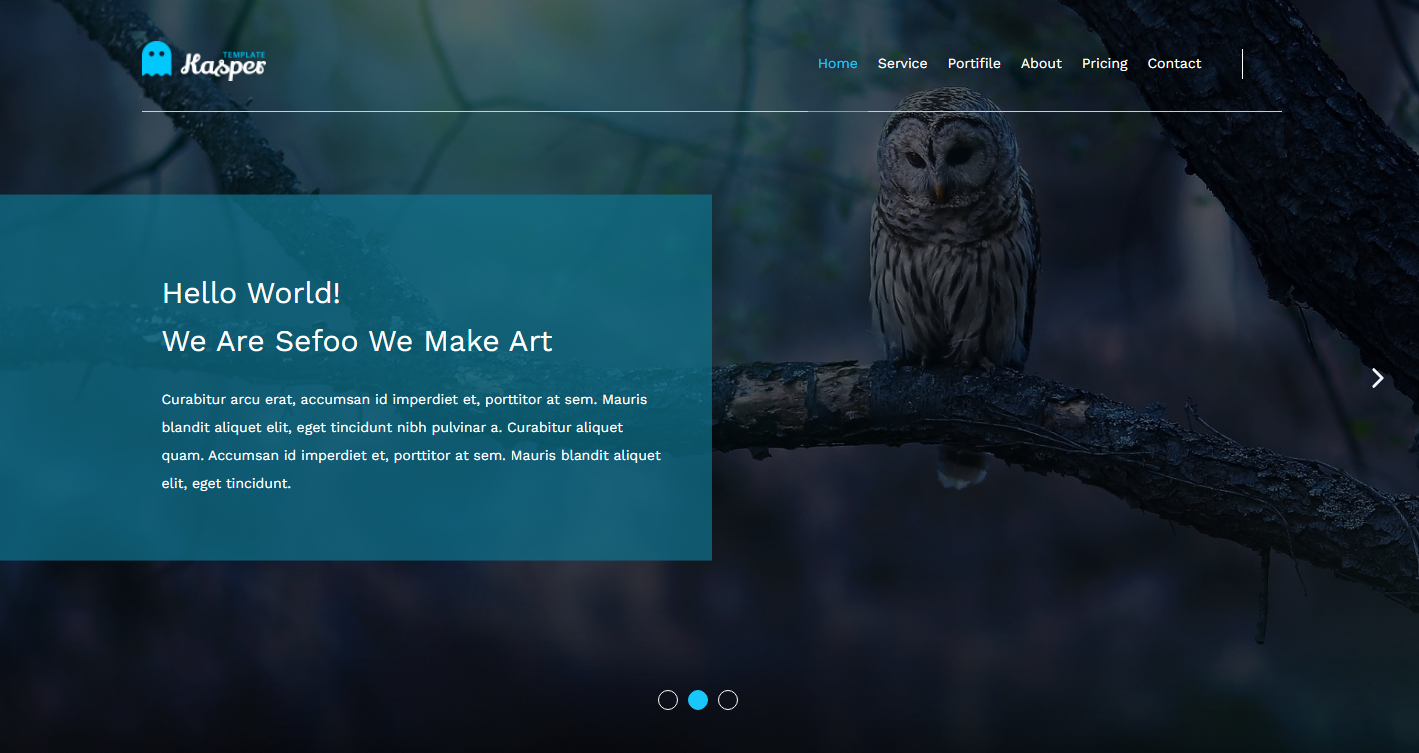 TEMPLATE
Kasper
Home Service Portifile About Pricing Contact
Hello World!
We Are Sefoo We Make Art
Curabitur arcu erat, accumsan id imperdiet et, porttitor at sem. Mauris
blandit aliquet elit, eget tincidunt nibh pulvinar a. Curabitur aliquet
quam. Accumsan id imperdiet et, porttitor at sem. Mauris blandit aliquet
elit, eget tincidunt.